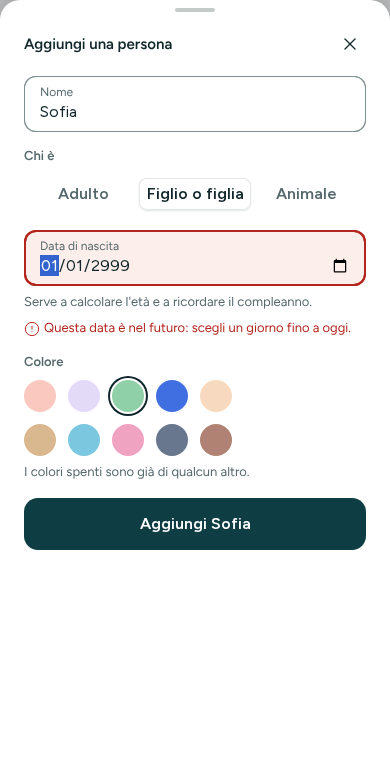 Aggiungi una persona
Nome
Sofia
Chi è
Adulto
Figlio o figlia
Animale
Data di nascita
01/01/2999
Serve a calcolare l'età e a ricordare il compleanno.
Questa data è nel futuro: scegli un giorno fino a oggi.
Colore
I colori spenti sono già di qualcun altro.
Aggiungi Sofia